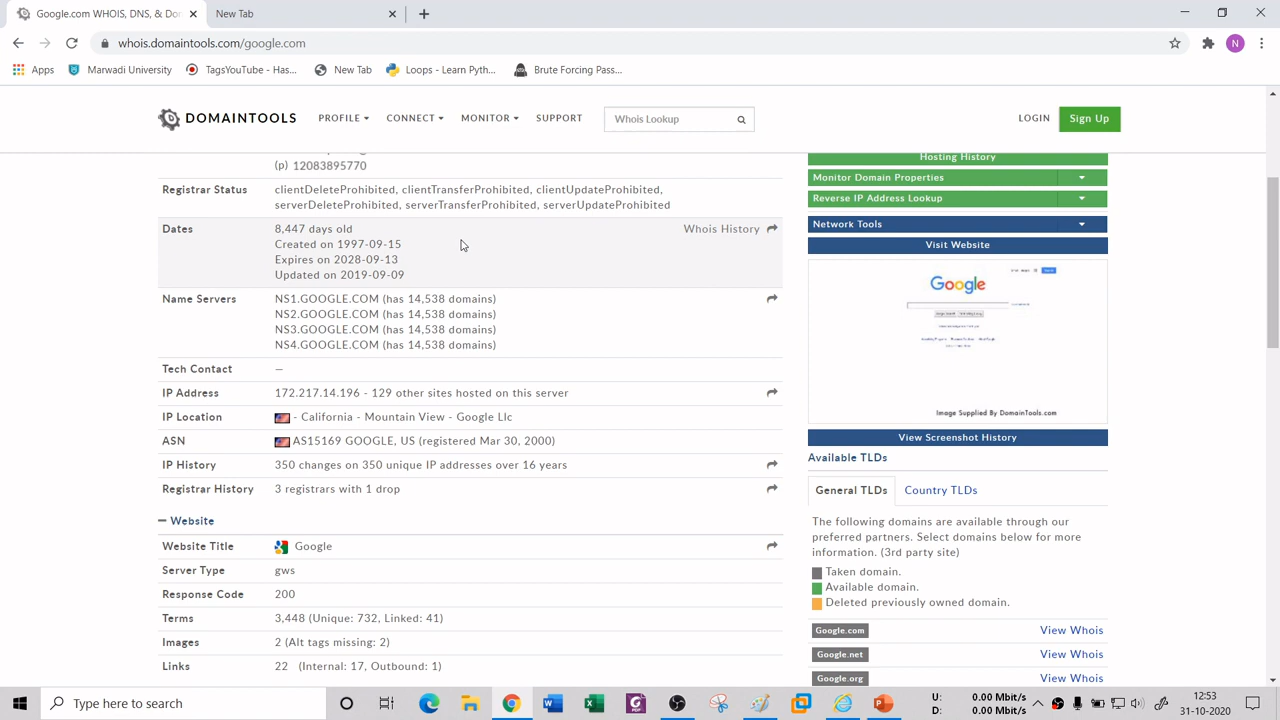 Google.com WHOIS, DNS, & Do
New Tab
whois.domaintools.com/google.com
N
Apps
Marwadi University
TagsYouTube - Has...
New Tab
Loops - Learn Pyth...
Brute Forcing Pass...
DOMAINTOOLS
CONNECT
MONITOR
SUPPORT
Whois Lookup
LOGIN
Sign Up
(p) 12083895770
Registrar
clientDeleteProhibited, clientTransferProhibited, clientUpdateProhibited,
serverDeleteProhibited, serverTransferProhibited, serverUpdateProhibited
Dates
8,447 days old
Created on 1997-09-15
pires on 2028-09-13
Updated on 2019-09-09
Whois History
Name Servers
1.GOOGLE.COM (has 14,538 domains)
.GOOGLE.COM (has 14,538 domains)
.GOOGLE.COM (has 14,538 domains)
4.GOOGLE.COM (has 14,538 domains)
Tech Contact
—
IP Address
172.217.14.196 - 129 other sites hosted on this server
IP Location
- California - Mountain View - Google Llc
ASN
AS15169 GOOGLE, US (registered Mar 30, 2000)
IP History
350 changes on 350 unique IP addresses over 16 years
Registrar History
3 registrars with 1 drop
Website
Website Title
Google
Server Type
gws
Response Code
200
Terms
3,448 (Unique: 732, Linked: 41)
Images
2 (Alt tags missing: 2)
Links
22 (Internal: 17, Outbound: 1)
Hosting History
Monitor Domain Properties
Reverse IP Address Lookup
Network Tools
Visit Website
Google
Image Supplied By DomainTools.com
View Screenshot History
Available TLDs
General TLDs
Country TLDs
The following domains are available through our
preferred partners. Select domains below for more
information. (3rd party site)
Taken domain.
Available domain.
Deleted previously owned domain.
Google.com
View Whois
Google.net
View Whois
Google.org
View Whois
Type here to search
U: 0.00 Mbit/s
D: 0.00 Mbit/s
12:53
31-10-2020